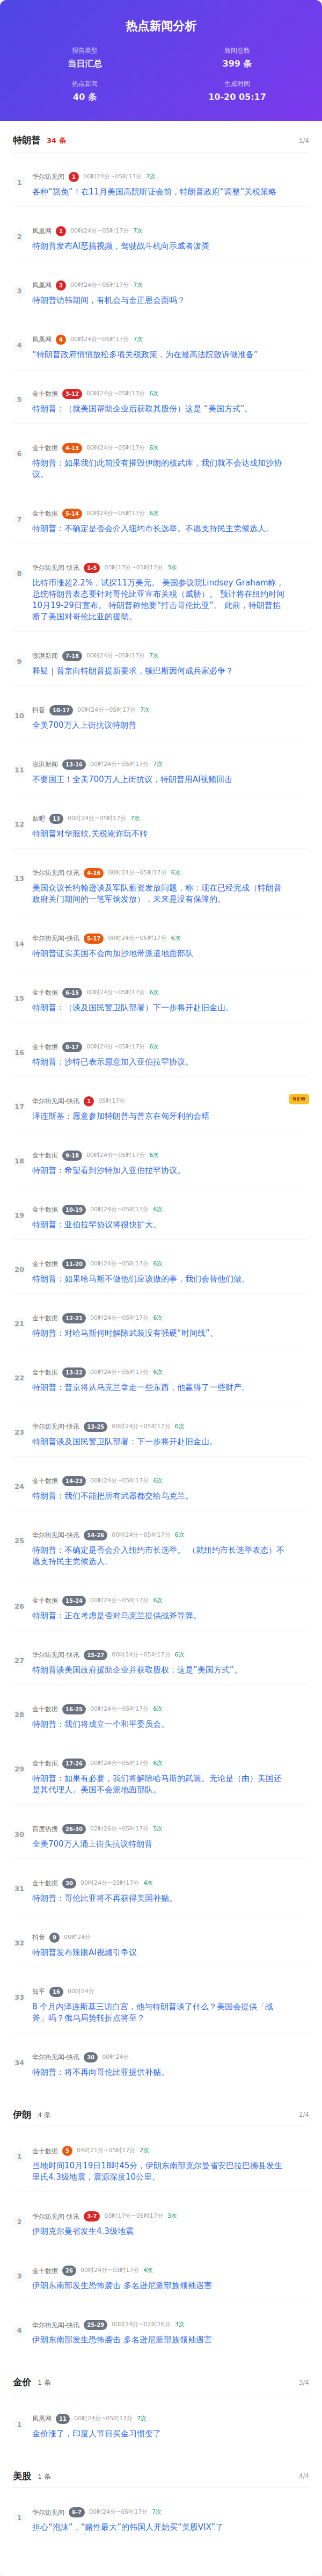 热点新闻分析
报告类型
当日汇总
新闻总数
399 条
热点新闻
40 条
生成时间
10-20 05:17
特朗普 34 条 1/4
1 华尔街见闻 1 00时24分~05时17分 7次
各种“豁免”！在11月美国高院听证会前，特朗普政府“调整”关税策略
2 凤凰网 1 00时24分~05时17分 7次
特朗普发布AI恶搞视频，驾驶战斗机向示威者泼粪
3 凤凰网 3 00时24分~05时17分 7次
特朗普访韩期间，有机会与金正恩会面吗？
4 凤凰网 4 00时24分~05时17分 7次
“特朗普政府悄悄放松多项关税政策，为在最高法院败诉做准备”
5 金十数据 3-12 00时24分~05时17分 6次
特朗普：（就美国帮助企业后获取其股份）这是 “美国方式”。
6 金十数据 4-13 00时24分~05时17分 6次
特朗普：如果我们此前没有摧毁伊朗的核武库，我们就不会达成加沙协
议。
7 金十数据 5-14 00时24分~05时17分 6次
特朗普：不确定是否会介入纽约市长选举。不愿支持民主党候选人。
8 华尔街见闻-快讯 1-5 03时17分~05时17分 3次
比特币涨超2.2%，试探11万美元。 美国参议院Lindsey Graham称，
总统特朗普表态要针对哥伦比亚宣布关税（威胁）。 预计将在纽约时间
10月19-29日宣布。 特朗普称他要“打击哥伦比亚”。 此前，特朗普掐
断了美国对哥伦比亚的援助。
9 澎湃新闻 7-18 00时24分~05时17分 7次
释疑｜普京向特朗普提新要求，顿巴斯因何成兵家必争？
10 抖音 10-17 00时24分~05时17分 7次
全美700万人上街抗议特朗普
11 澎湃新闻 13-16 00时24分~05时17分 7次
不要国王！全美700万人上街抗议，特朗普用AI视频回击
12 贴吧 13 00时24分~05时17分 7次
特朗普对华服软,关税讹诈玩不转
13 华尔街见闻-快讯 4-16 00时24分~05时17分 6次
美国众议长约翰逊谈及军队薪资发放问题，称：现在已经完成（特朗普
政府关门期间的一笔军饷发放），未来是没有保障的。
14 华尔街见闻-快讯 5-17 00时24分~05时17分 6次
特朗普证实美国不会向加沙地带派遣地面部队
15 金十数据 6-15 00时24分~05时17分 6次
特朗普：（谈及国民警卫队部署）下一步将开赴旧金山。
16 金十数据 8-17 00时24分~05时17分 6次
特朗普：沙特已表示愿意加入亚伯拉罕协议。
17 华尔街见闻-快讯 1 05时17分 NEW
泽连斯基：愿意参加特朗普与普京在匈牙利的会晤
18 金十数据 9-18 00时24分~05时17分 6次
特朗普：希望看到沙特加入亚伯拉罕协议。
19 金十数据 10-19 00时24分~05时17分 6次
特朗普：亚伯拉罕协议将很快扩大。
20 金十数据 11-20 00时24分~05时17分 6次
特朗普：如果哈马斯不做他们应该做的事，我们会替他们做。
21 金十数据 12-21 00时24分~05时17分 6次
特朗普：对哈马斯何时解除武装没有强硬“时间线”。
22 金十数据 13-22 00时24分~05时17分 6次
特朗普：普京将从乌克兰拿走一些东西，他赢得了一些财产。
23 华尔街见闻-快讯 13-25 00时24分~05时17分 6次
特朗普谈及国民警卫队部署：下一步将开赴旧金山。
24 金十数据 14-23 00时24分~05时17分 6次
特朗普：我们不能把所有武器都交给乌克兰。
25 华尔街见闻-快讯 14-26 00时24分~05时17分 6次
特朗普：不确定是否会介入纽约市长选举。 （就纽约市长选举表态）不
愿支持民主党候选人。
26 金十数据 15-24 00时24分~05时17分 6次
特朗普：正在考虑是否对乌克兰提供战斧导弹。
27 华尔街见闻-快讯 15-27 00时24分~05时17分 6次
特朗普谈美国政府援助企业并获取股权：这是”美国方式”。
28 金十数据 16-25 00时24分~05时17分 6次
特朗普：我们将成立一个和平委员会。
29 金十数据 17-26 00时24分~05时17分 6次
特朗普：如果有必要，我们将解除哈马斯的武装。无论是（由）美国还
是其代理人。美国不会派地面部队。
30 百度热搜 26-30 02时26分~05时17分 5次
全美700万人涌上街头抗议特朗普
31 金十数据 30 00时24分~03时17分 4次
特朗普：哥伦比亚将不再获得美国补贴。
32 抖音 9 00时24分
特朗普发布辣眼AI视频引争议
33 知乎 16 00时24分
8 个月内泽连斯基三访白宫，他与特朗普谈了什么？美国会提供「战
斧」吗？俄乌局势转折点将至？
34 华尔街见闻-快讯 30 00时24分
特朗普：将不再向哥伦比亚提供补贴。
伊朗 4 条 2/4
1 金十数据 5 04时21分~05时17分 2次
当地时间10月19日18时45分，伊朗东南部克尔曼省安巴拉巴德县发生
里氏4.3级地震，震源深度10公里。
2 华尔街见闻-快讯 3-7 03时17分~05时17分 3次
伊朗克尔曼省发生4.3级地震
3 金十数据 26 00时24分~03时17分 4次
伊朗东南部发生恐怖袭击 多名逊尼派部族领袖遇害
4 华尔街见闻-快讯 25-29 00时24分~02时26分 3次
伊朗东南部发生恐怖袭击 多名逊尼派部族领袖遇害
金价 1 条 3/4
1 凤凰网 11 00时24分~05时17分 7次
金价涨了，印度人节日买金习惯变了
美股 1 条 4/4
1 华尔街见闻 6-7 00时24分~05时17分 7次
担心“泡沫”，“赌性最大”的韩国人开始买“美股VIX”了